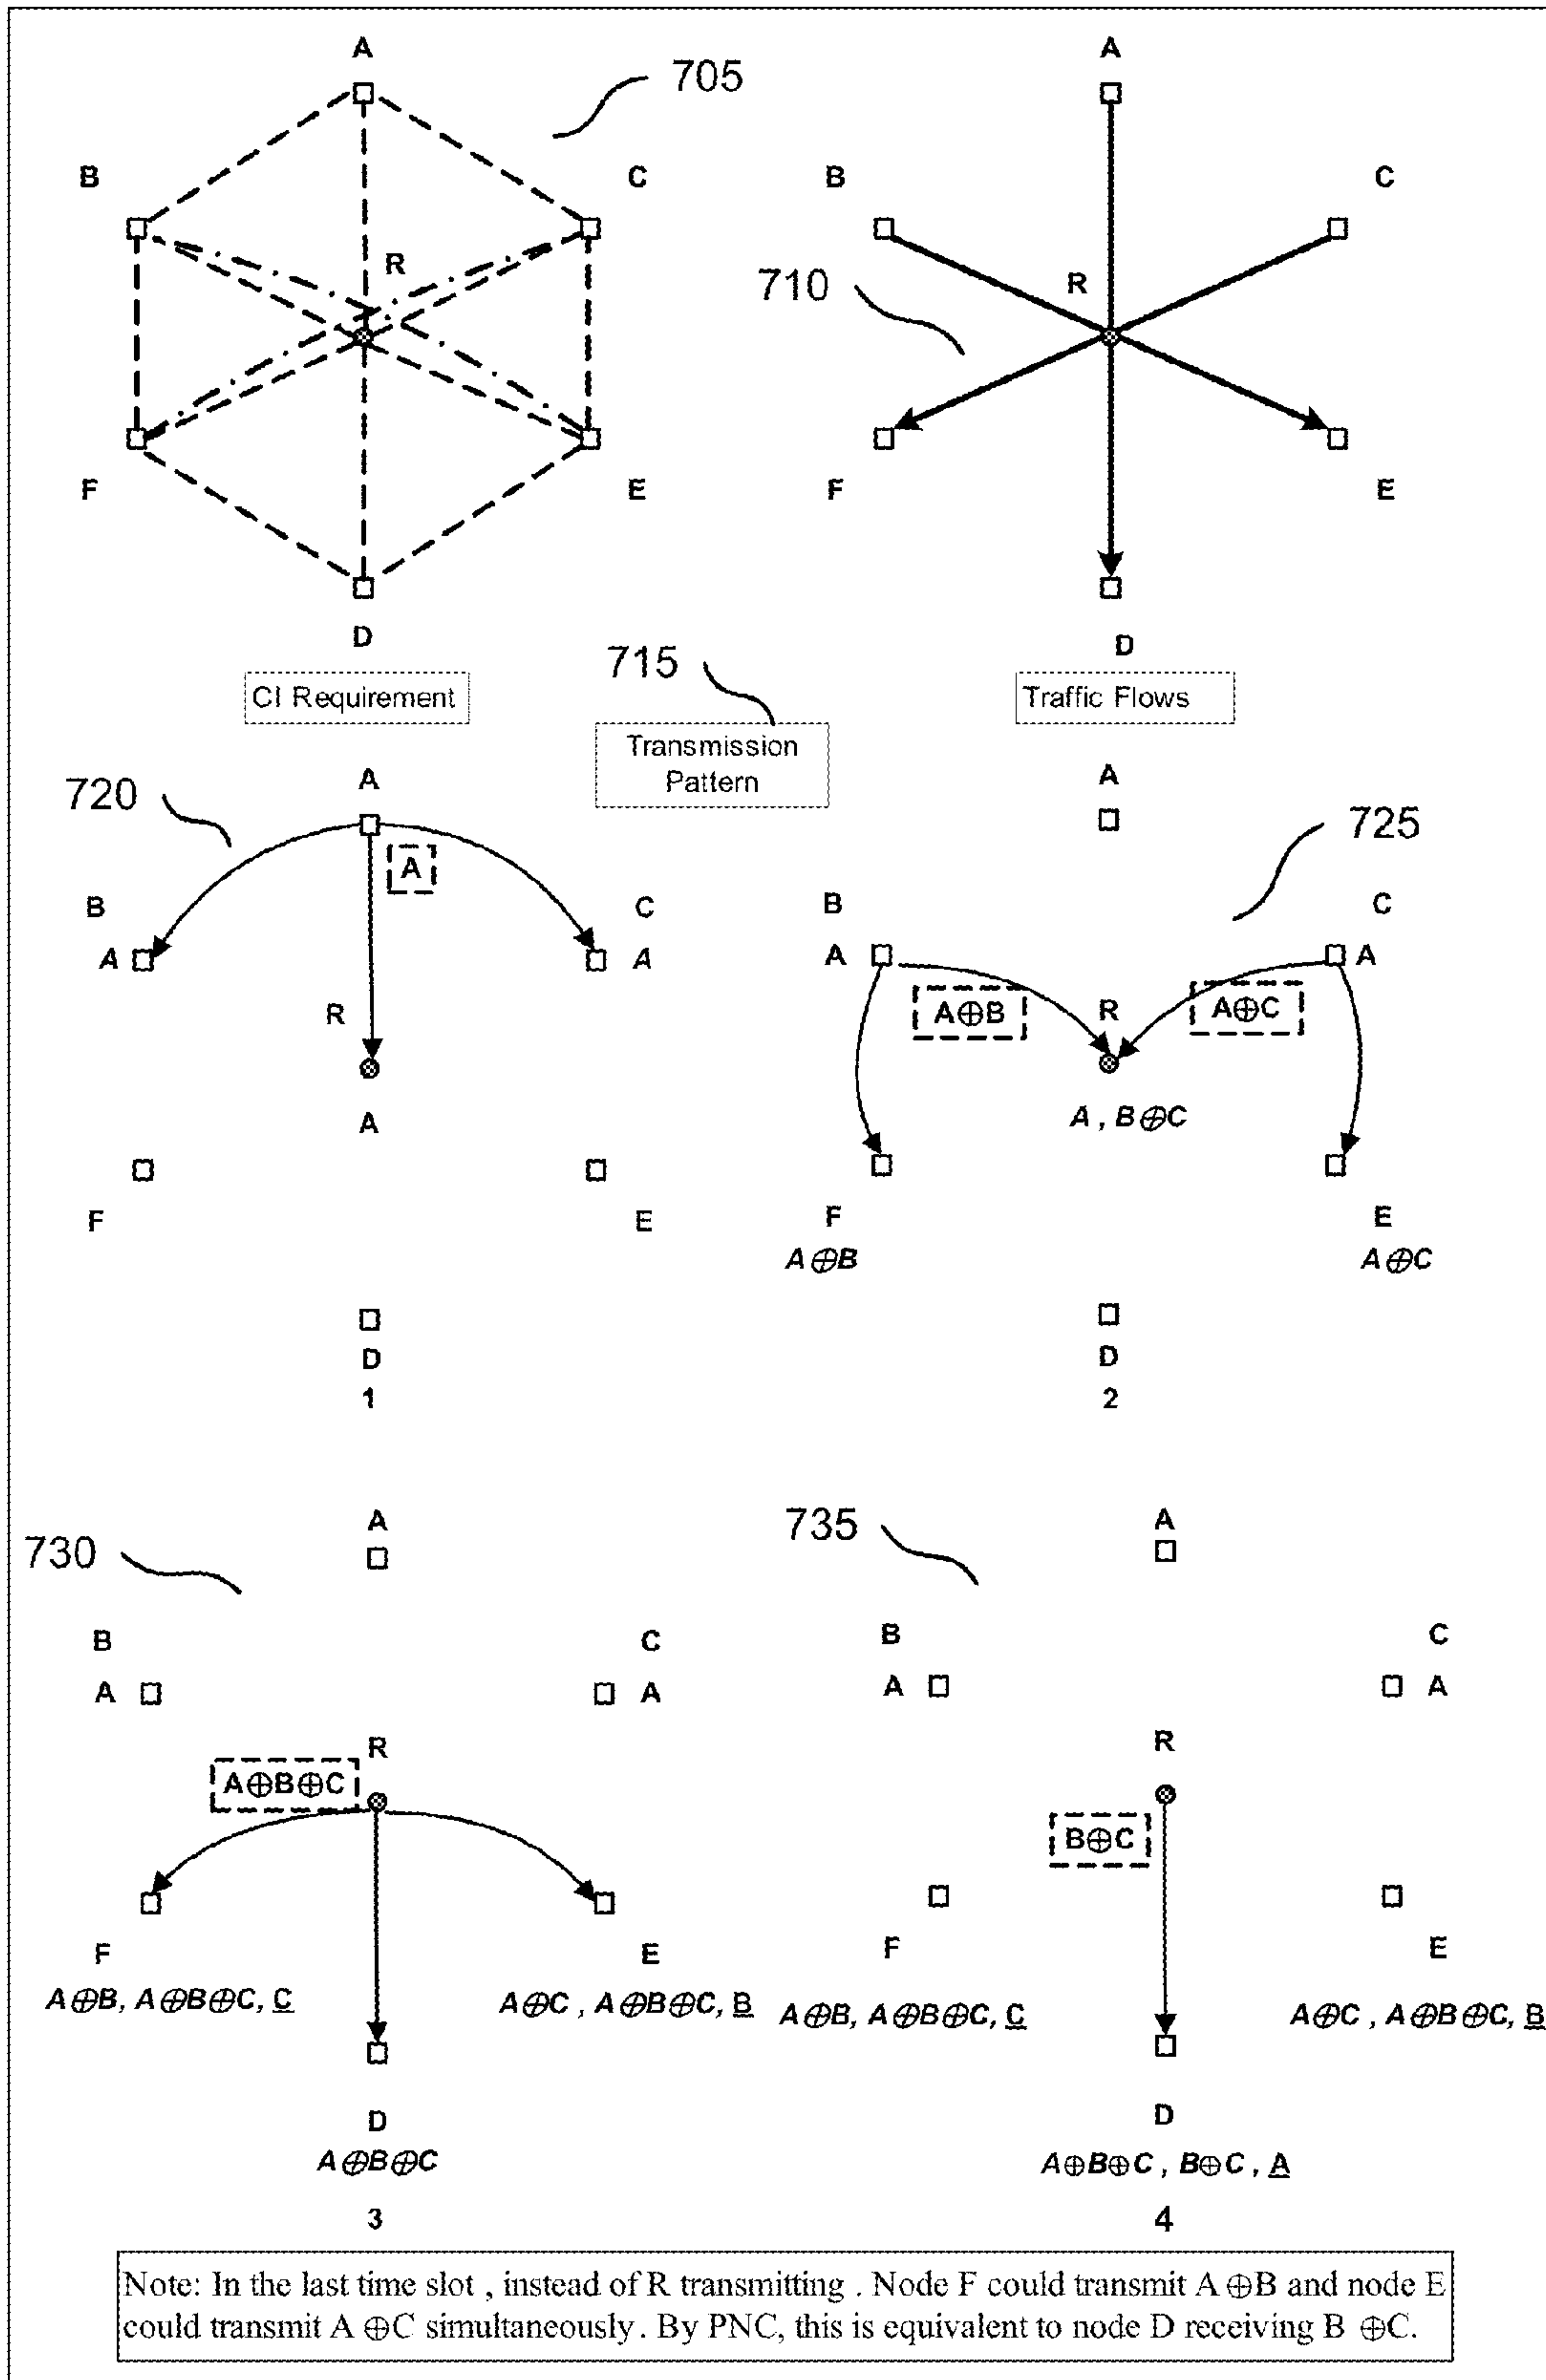 A
A
705
B
C
B
C
R
R
710
F
E
F
E
D
D
CI Requirement
715
Traffic Flows
Transmission
Pattern
A
A
720
725
A
B
C
B
C
A
A
A
A
A⊕B
R
A⊕C
R
A, B⊕C
A
F
E
F
E
A⊕B
A⊕C
D
D
1
2
A
735
A
730
B
C
B
C
A
A
A
A
R
R
A⊕B⊕C
B⊕C
F
E
F
E
A⊕B, A⊕B⊕C, C
A⊕C , A⊕B⊕C, B
A⊕B, A⊕B⊕C, C
A⊕C , A⊕B⊕C, B
D
D
A⊕B⊕C
A⊕B⊕C , B⊕C , A
3
4
Note: In the last time slot , instead of R transmitting . Node F could transmit A ⊕B and node E
could transmit A ⊕C simultaneously. By PNC, this is equivalent to node D receiving B ⊕C.